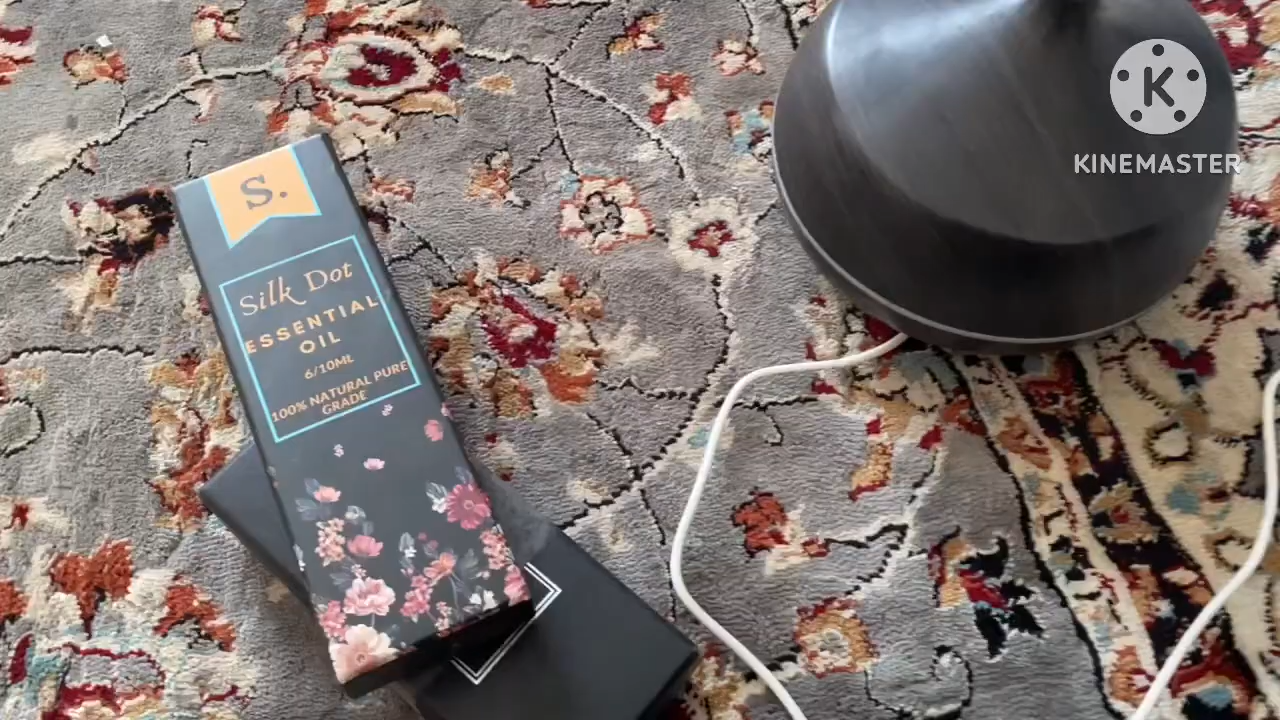 S.
Silk Dot
ESSENTIAL
OIL
6/10ML
100% NATURAL PURE
GRADE
K
KINEMASTER